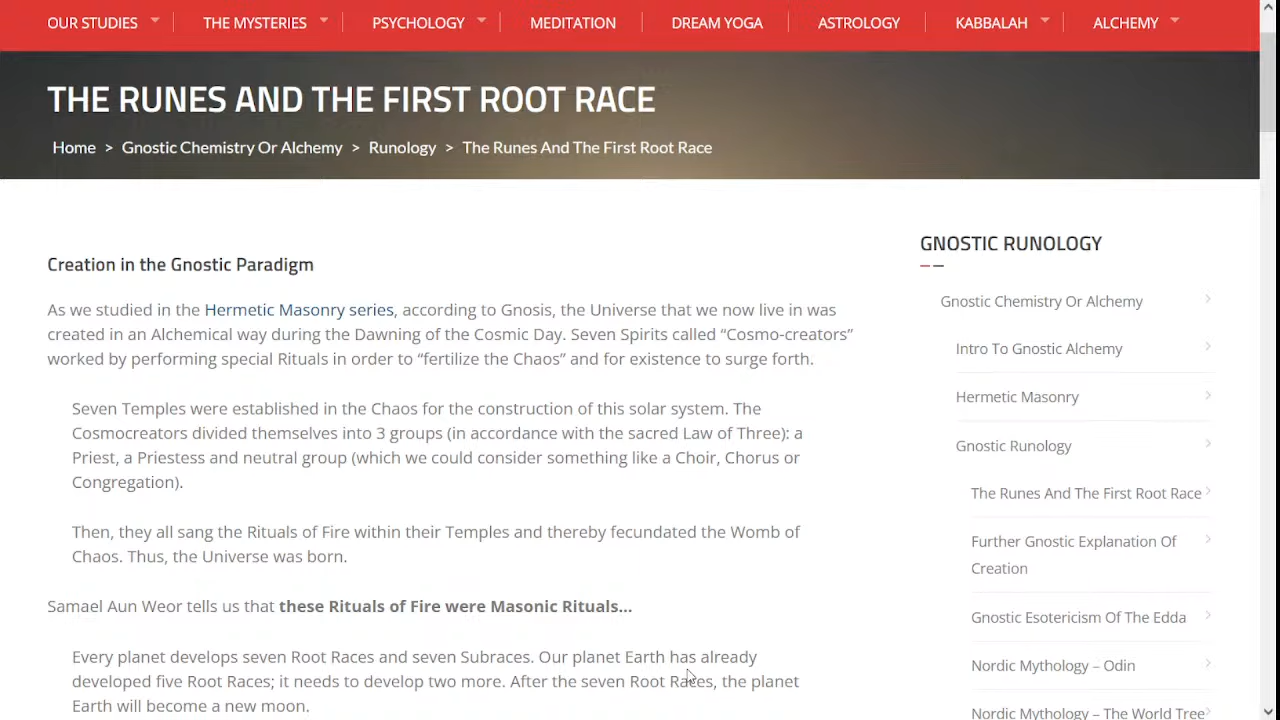 OUR STUDIES THE MYSTERIES PSYCHOLOGY MEDITATION DREAM YOGA ASTROLOGY KABBALAH ALCHEMY
THE RUNES AND THE FIRST ROOT RACE
Home > Gnostic Chemistry Or Alchemy > Runology > The Runes And The First Root Race
Creation in the Gnostic Paradigm
As we studied in the Hermetic Masonry series, according to Gnosis, the Universe that we now live in was
created in an Alchemical way during the Dawning of the Cosmic Day. Seven Spirits called “Cosmo-creators”
worked by performing special Rituals in order to “fertilize the Chaos” and for existence to surge forth.
Seven Temples were established in the Chaos for the construction of this solar system. The
Cosmocreators divided themselves into 3 groups (in accordance with the sacred Law of Three): a
Priest, a Priestess and neutral group (which we could consider something like a Choir, Chorus or
Congregation).
Then, they all sang the Rituals of Fire within their Temples and thereby fecundated the Womb of
Chaos. Thus, the Universe was born.
Samael Aun Weor tells us that these Rituals of Fire were Masonic Rituals...
Every planet develops seven Root Races and seven Subraces. Our planet Earth has already
developed five Root Races; it needs to develop two more. After the seven Root Races, the planet
Earth will become a new moon.
GNOSTIC RUNOLOGY
Gnostic Chemistry Or Alchemy
Intro To Gnostic Alchemy
Hermetic Masonry
Gnostic Runology
The Runes And The First Root Race
Further Gnostic Explanation Of
Creation
Gnostic Esotericism Of The Edda
Nordic Mythology – Odin
Nordic Mythology – The World Tree